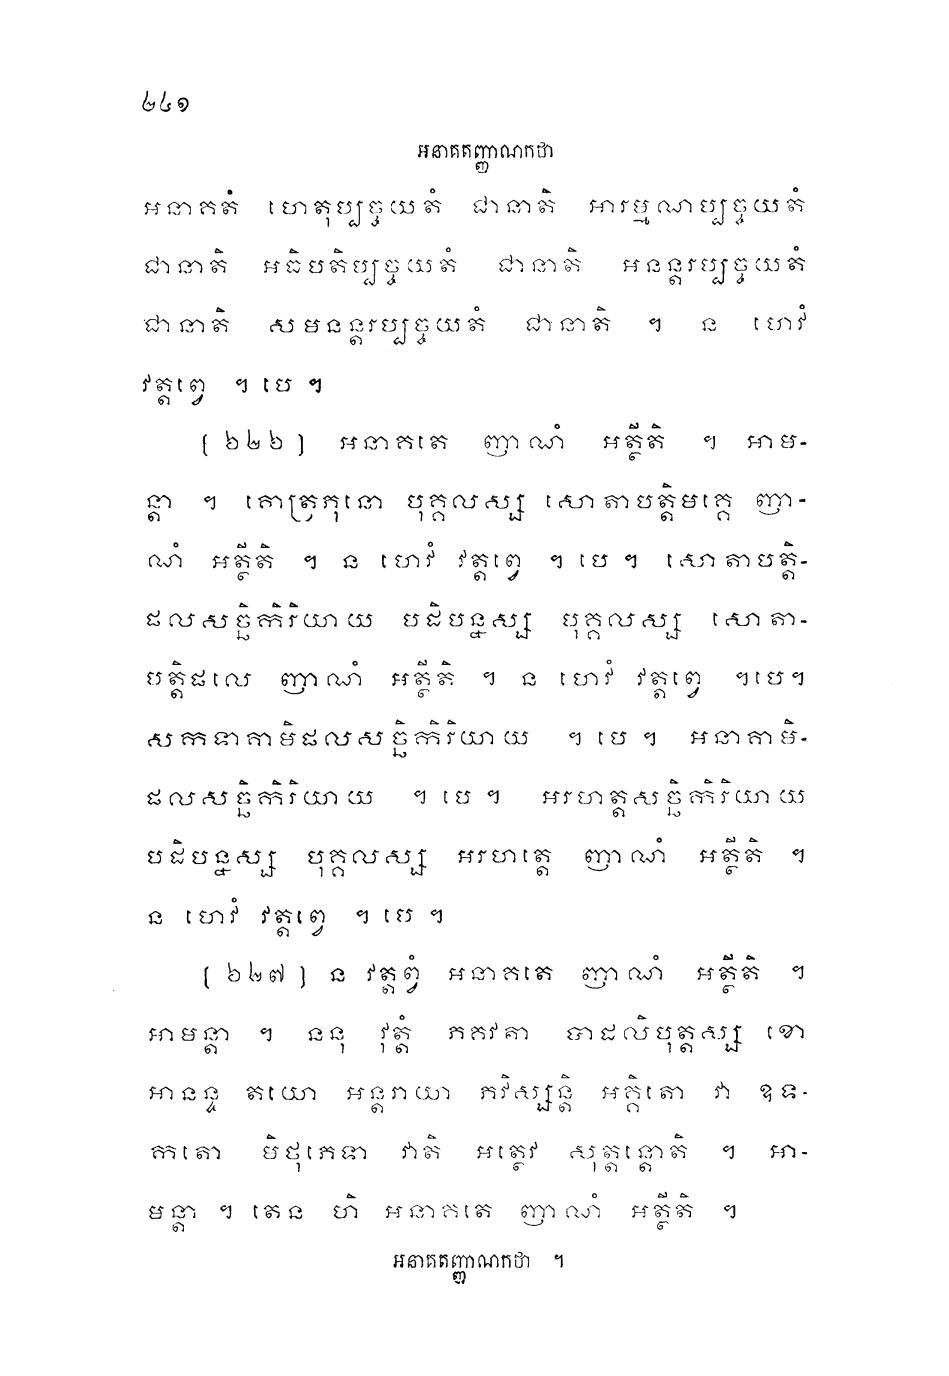 ២៤១
អនាគតញ្ញាណកថា
អនាគតំ ហេតុប្បច្ចយតំ ជានាតិ អារម្មណប្បច្ចយតំ
ជានាតិ អធិបតិប្បច្ចយតំ ជានាតិ អនន្តរប្បច្ចយតំ
ជានាតិ សមនន្តរប្បច្ចយតំ ជានាតិ ។ ន ហេវំ
វត្តព្វេ ។ បេ ។
(៦២៦) អនាគតេ ញាណំ អត្ថីតិ ។ អាម-
ន្តា ។ គោត្រភុនោ បុគ្គលស្ស សោតាបត្តិមគ្គេ ញា-
ណំ អត្ថីតិ ។ ន ហេវំ វត្តព្វេ ។ បេ ។ សោតាបត្តិ-
ផលសច្ឆិកិរិយាយ បដិបន្នស្ស បុគ្គលស្ស សោតា-
បត្តិផលេ ញាណំ អត្ថីតិ ។ ន ហេវំ វត្តព្វេ ។បេ។
សកទាគាមិផលសច្ឆិកិរិយាយ ។ បេ ។ អនាគាមិ-
ផលសច្ឆិកិរិយាយ ។ បេ ។ អរហត្តសច្ឆិកិរិយាយ
បដិបន្នស្ស បុគ្គលស្ស អរហត្តេ ញាណំ អត្ថីតិ ។
ន ហេវំ វត្តព្វេ ។ បេ ។
(៦២៧) ន វត្តព្វំ អនាគតេ ញាណំ អត្ថីតិ ។
អាមន្តា ។ ននុ វុត្តំ ភគវតា បាដលិបុត្តស្ស ខោ
អានន្ទ តយោ អន្តរាយា ភវិស្សន្តិ អគ្គិតោ វា ឧទ-
កតោ មិថុភេទា វាតិ អត្ថេវ សុត្តន្តោតិ ។ អា-
មន្តា ។ តេន ហិ អនាគតេ ញាណំ អត្ថីតិ ។
អនាគតញ្ញាណកថា ។